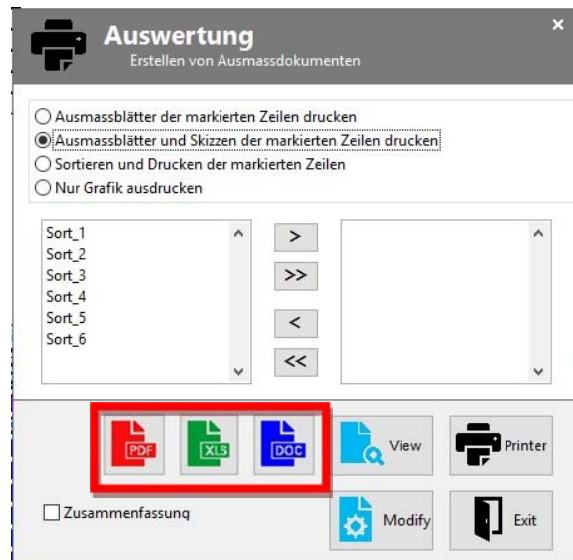 Auswertung
Erstellen von Ausmassdokumenten
Ausmassblätter der markierten Zeilen drucken
Ausmassblätter und Skizzen der markierten Zeilen drucken
Sortieren und Drucken der markierten Zeilen
Nur Grafik ausdrucken
Sort_1
Sort_2
Sort_3
Sort_4
Sort_5
Sort_6
>
>>
<
<<
PDF
XLS
DOC
View
Printer
Zusammenfassung
Modify
Exit